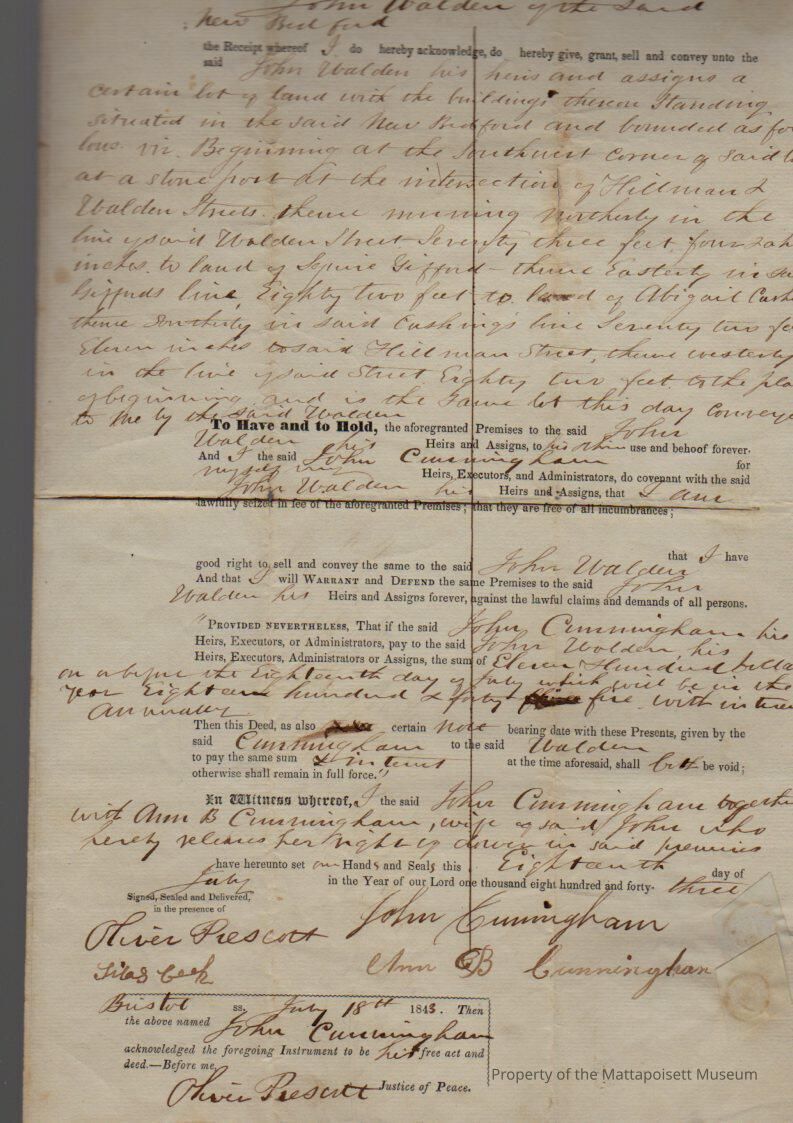 John Walden of the said
New Bedford
the Receipt whereof I do hereby acknowledge, do hereby give, grant, sell and convey unto the
said John Walden his heirs and assigns a
certain lot of land with the buildings thereon Standing
situated in the said New Bedford and bounded as fo
lows. viz. Beginning at the Southwest corner of said
at a stone post at the intersection of Hillman &
Walden Streets. thence running Northerly in the
line of said Walden Street Seventy three feet four
inches. to land of Gifford thence Easterly in
Giffords line, Eighty two feet to land of Abigail Cush
thence Southerly in said Cushing's line Seventy two fe
Eleven inches to said Hillman Street, thence westerly
in the line of said Street Eighty two feet, to the pla
of beginning and is the Same lot this day conveye
to me by the said Walden
To Have and to Hold, the aforegranted Premises to the said John
Walden his Heirs and Assigns, to his & their use and behoof forever.
And I the said John Cunningham for
myself my Heirs, Executors, and Administrators, do covenant with the said
John Walden his Heirs and Assigns, that I am
lawfully seized in fee of the aforegranted Premises; that they are free of all incumbrances;
that I have
good right to sell and convey the same to the said John Walden
And that I will WARRANT and DEFEND the same Premises to the said John
Walden his Heirs and Assigns forever, against the lawful claims and demands of all persons.
"PROVIDED NEVERTHELESS, That if the said John Cunningham his
Heirs, Executors, or Administrators, pay to the said John Walden, his
Heirs, Executors, Administrators or Assigns, the sum of Eleven Hundred Dolla
on or before the Eighteenth day of July which will be in the
year Eighteen hundred & forty five with inter
annually
Then this Deed, as also certain note bearing date with these Presents, given by the
said Cunningham to the said Walden
to pay the same sum & interest at the time aforesaid, shall both be void;
otherwise shall remain in full force."
In Witness whereof, I the said John Cunningham togeth
with Ann B Cunningham, wife of said John who
hereby releases her right of dower in said premises
have hereunto set our Hands and Seals this Eighteenth day of
July in the Year of our Lord one thousand eight hundred and forty- three
Signed, Sealed and Delivered,
in the presence of
John Cunningham
Oliver Prescott
Ann B Cunningham
Bristol ss. July 18th 1843. Then
the above named John Cunningham
acknowledged the foregoing Instrument to be his free act and
deed.—Before me,
Oliver Prescott Justice of Peace.
Property of the Mattapoisett Museum